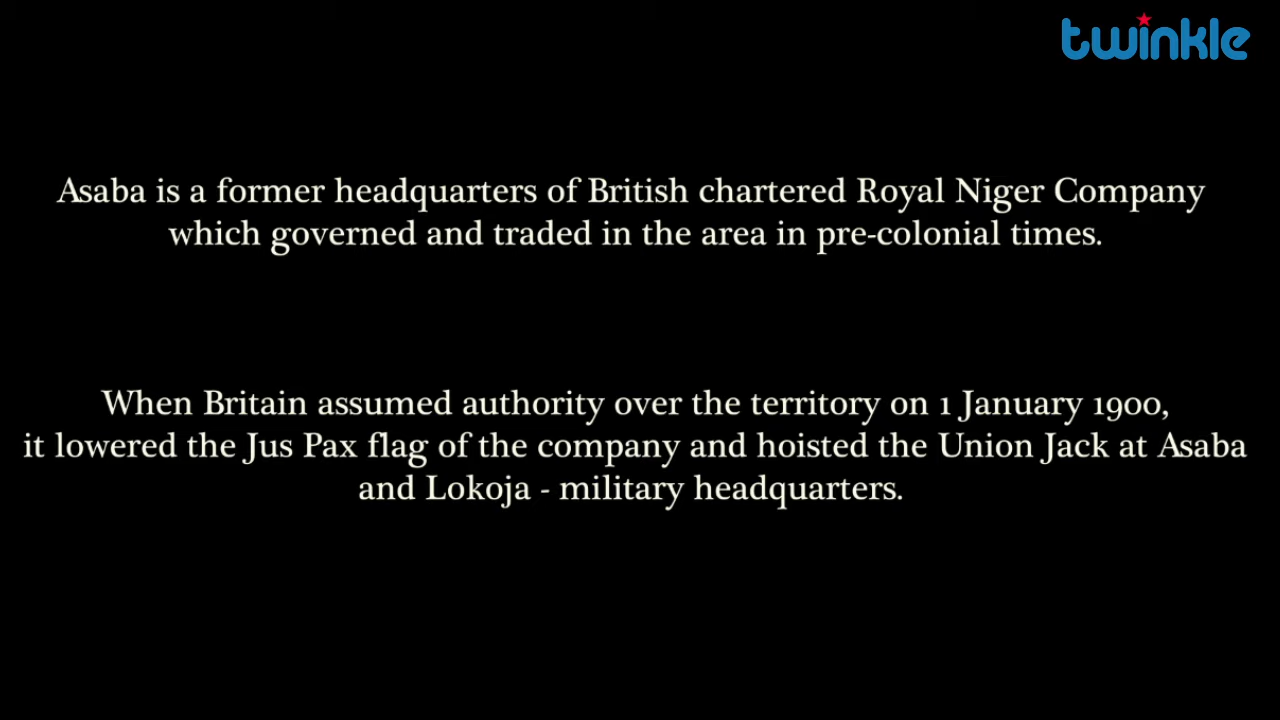 twinkle
Asaba is a former headquarters of British chartered Royal Niger Company
which governed and traded in the area in pre-colonial times.
When Britain assumed authority over the territory on 1 January 1900,
it lowered the Jus Pax flag of the company and hoisted the Union Jack at Asaba
and Lokoja - military headquarters.